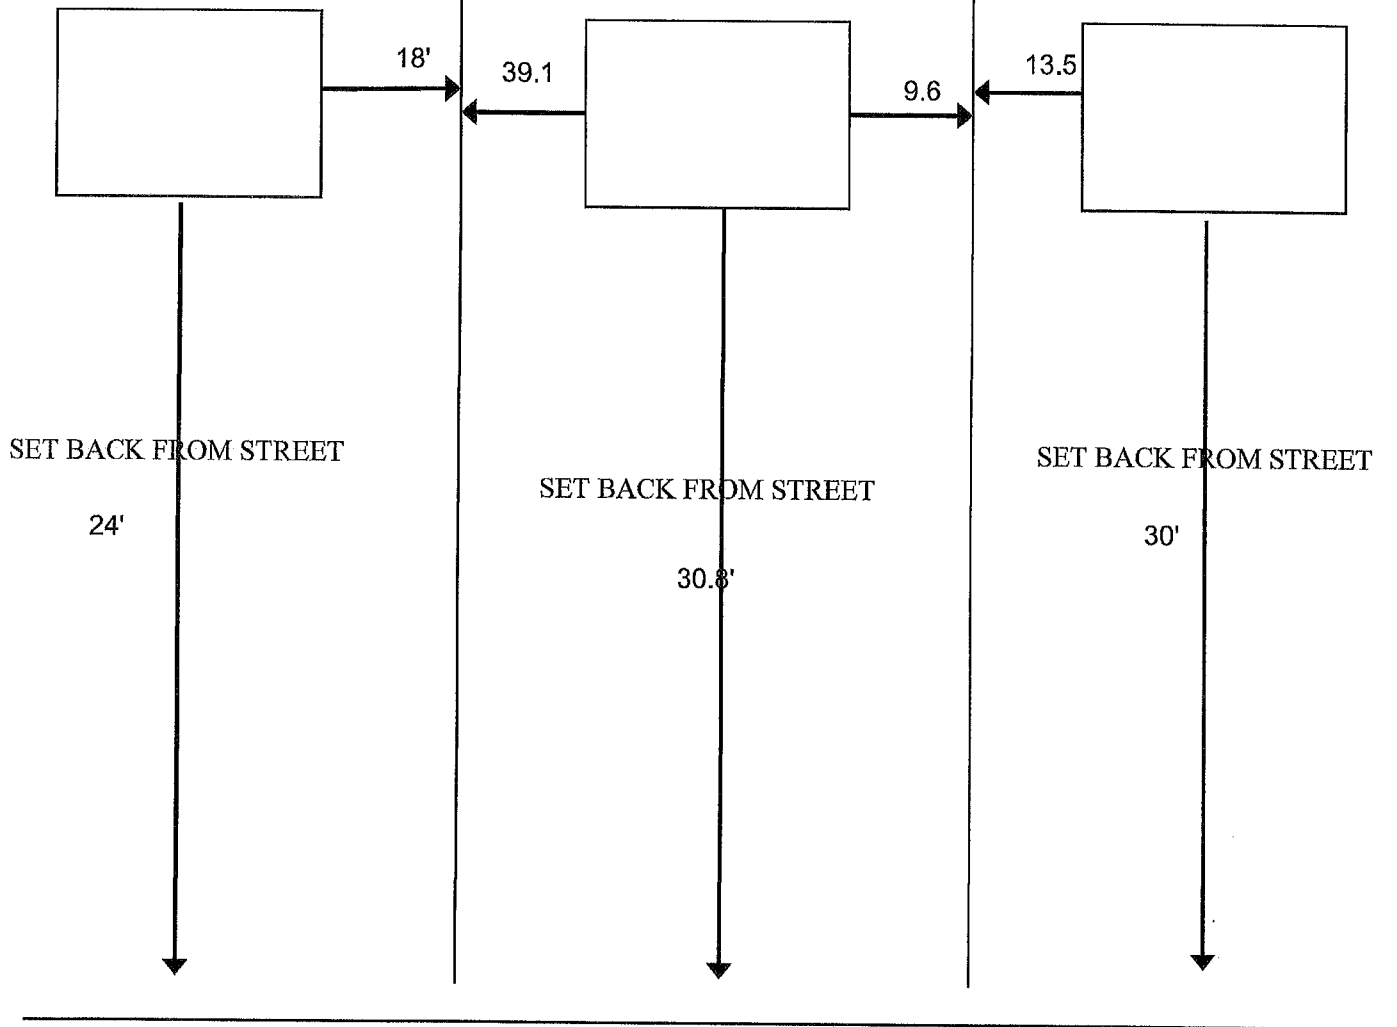 18'
39.1
9.6
13.5
SET BACK FROM STREET
24'
SET BACK FROM STREET
30.8'
SET BACK FROM STREET
30'